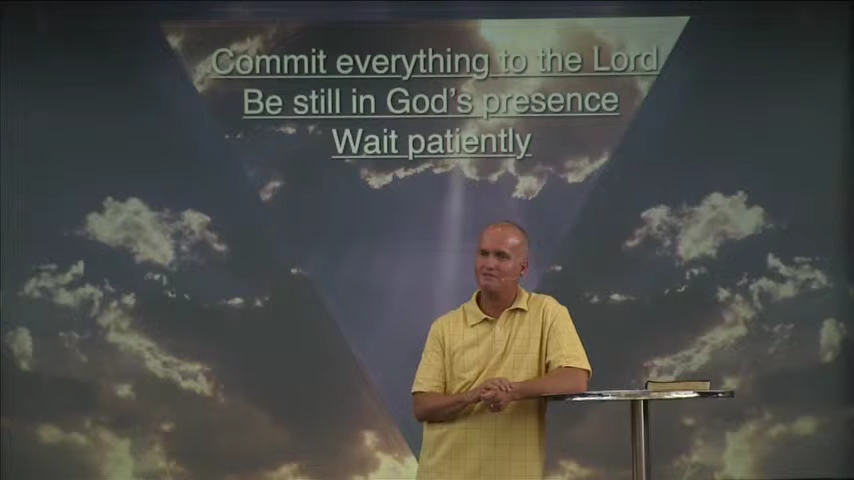 Commit everything to the Lord
Be still in God's presence
Wait patiently